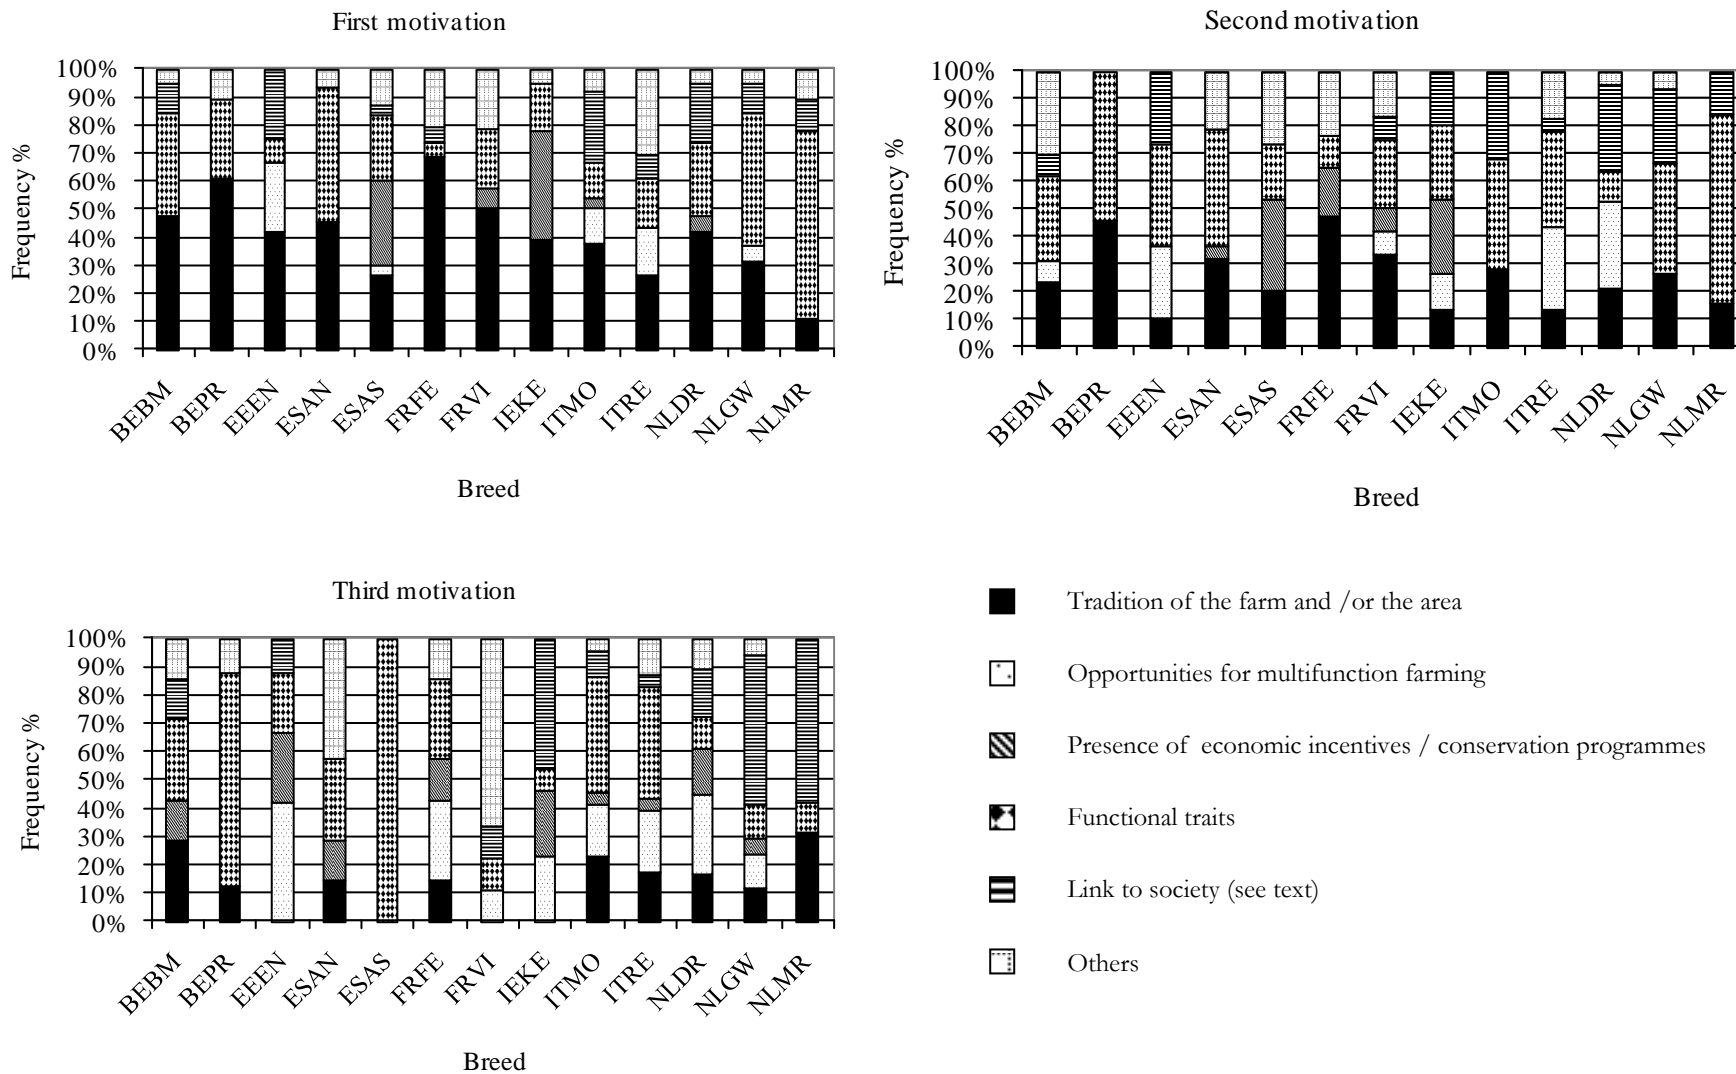 First motivation
100%
90%
80%
70%
60%
50%
40%
30%
20%
10%
0%
Frequency %
BEBM
BEPR
EEEN
ESAN
ESAS
FRFE
FRVI
IEKE
ITMO
ITRE
NLDR
NLGW
NLMR
Breed
Second motivation
100%
90%
80%
70%
60%
50%
40%
30%
20%
10%
0%
Frequency %
BEBM
BEPR
EEEN
ESAN
ESAS
FRFE
FRVI
IEKE
ITMO
ITRE
NLDR
NLGW
NLMR
Breed
Third motivation
100%
90%
80%
70%
60%
50%
40%
30%
20%
10%
0%
Frequency %
BEBM
BEPR
EEEN
ESAN
ESAS
FRFE
FRVI
IEKE
ITMO
ITRE
NLDR
NLGW
NLMR
Breed
Tradition of the farm and /or the area
Opportunities for multifunction farming
Presence of economic incentives / conservation programmes
Functional traits
Link to society (see text)
Others